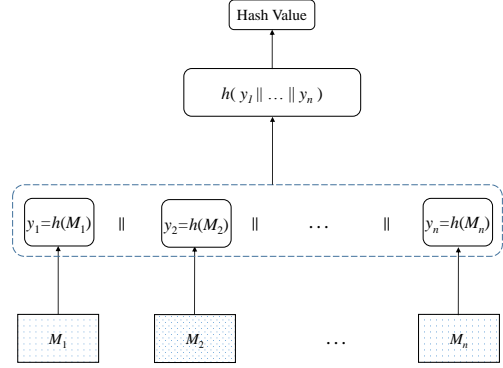 Hash Value
h( y₁ || … || yₙ )
y₁=h(M₁) || y₂=h(M₂) || … || yₙ=h(Mₙ)
M₁ M₂ … Mₙ